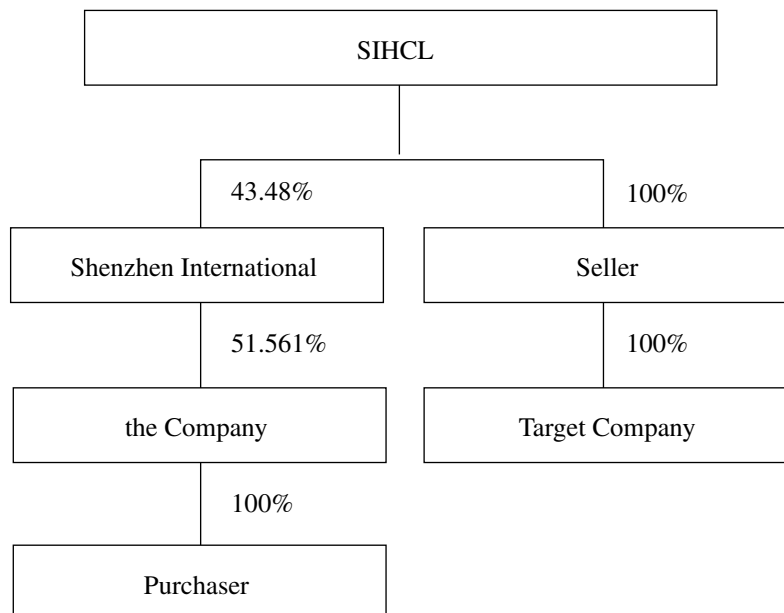 SIHCL
43.48%
100%
Shenzhen International
Seller
51.561%
100%
the Company
Target Company
100%
Purchaser